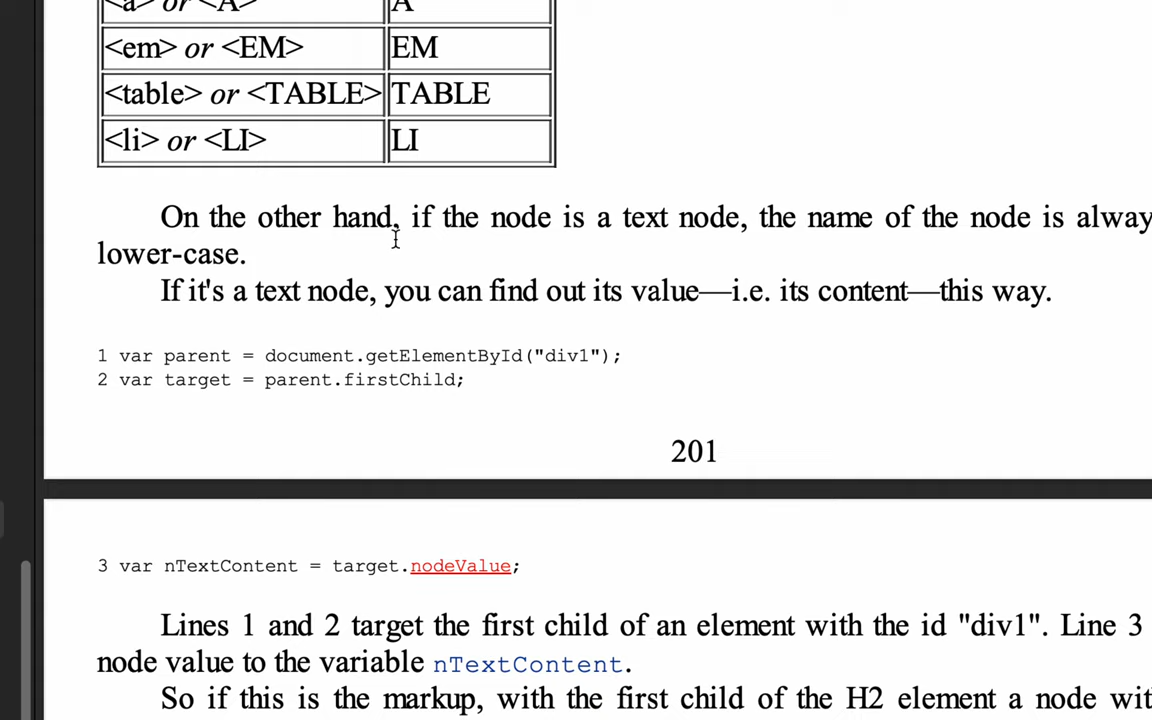 <a> or <A> A
<em> or <EM> EM
<table> or <TABLE> TABLE
<li> or <LI> LI
On the other hand, if the node is a text node, the name of the node is
lower-case.
If it's a text node, you can find out its value—i.e. its content—this way.
1 var parent = document.getElementById("div1");
2 var target = parent.firstChild;
201
3 var nTextContent = target.nodeValue;
Lines 1 and 2 target the first child of an element with the id "div1". Line 3
node value to the variable nTextContent.
So if this is the markup, with the first child of the H2 element a node